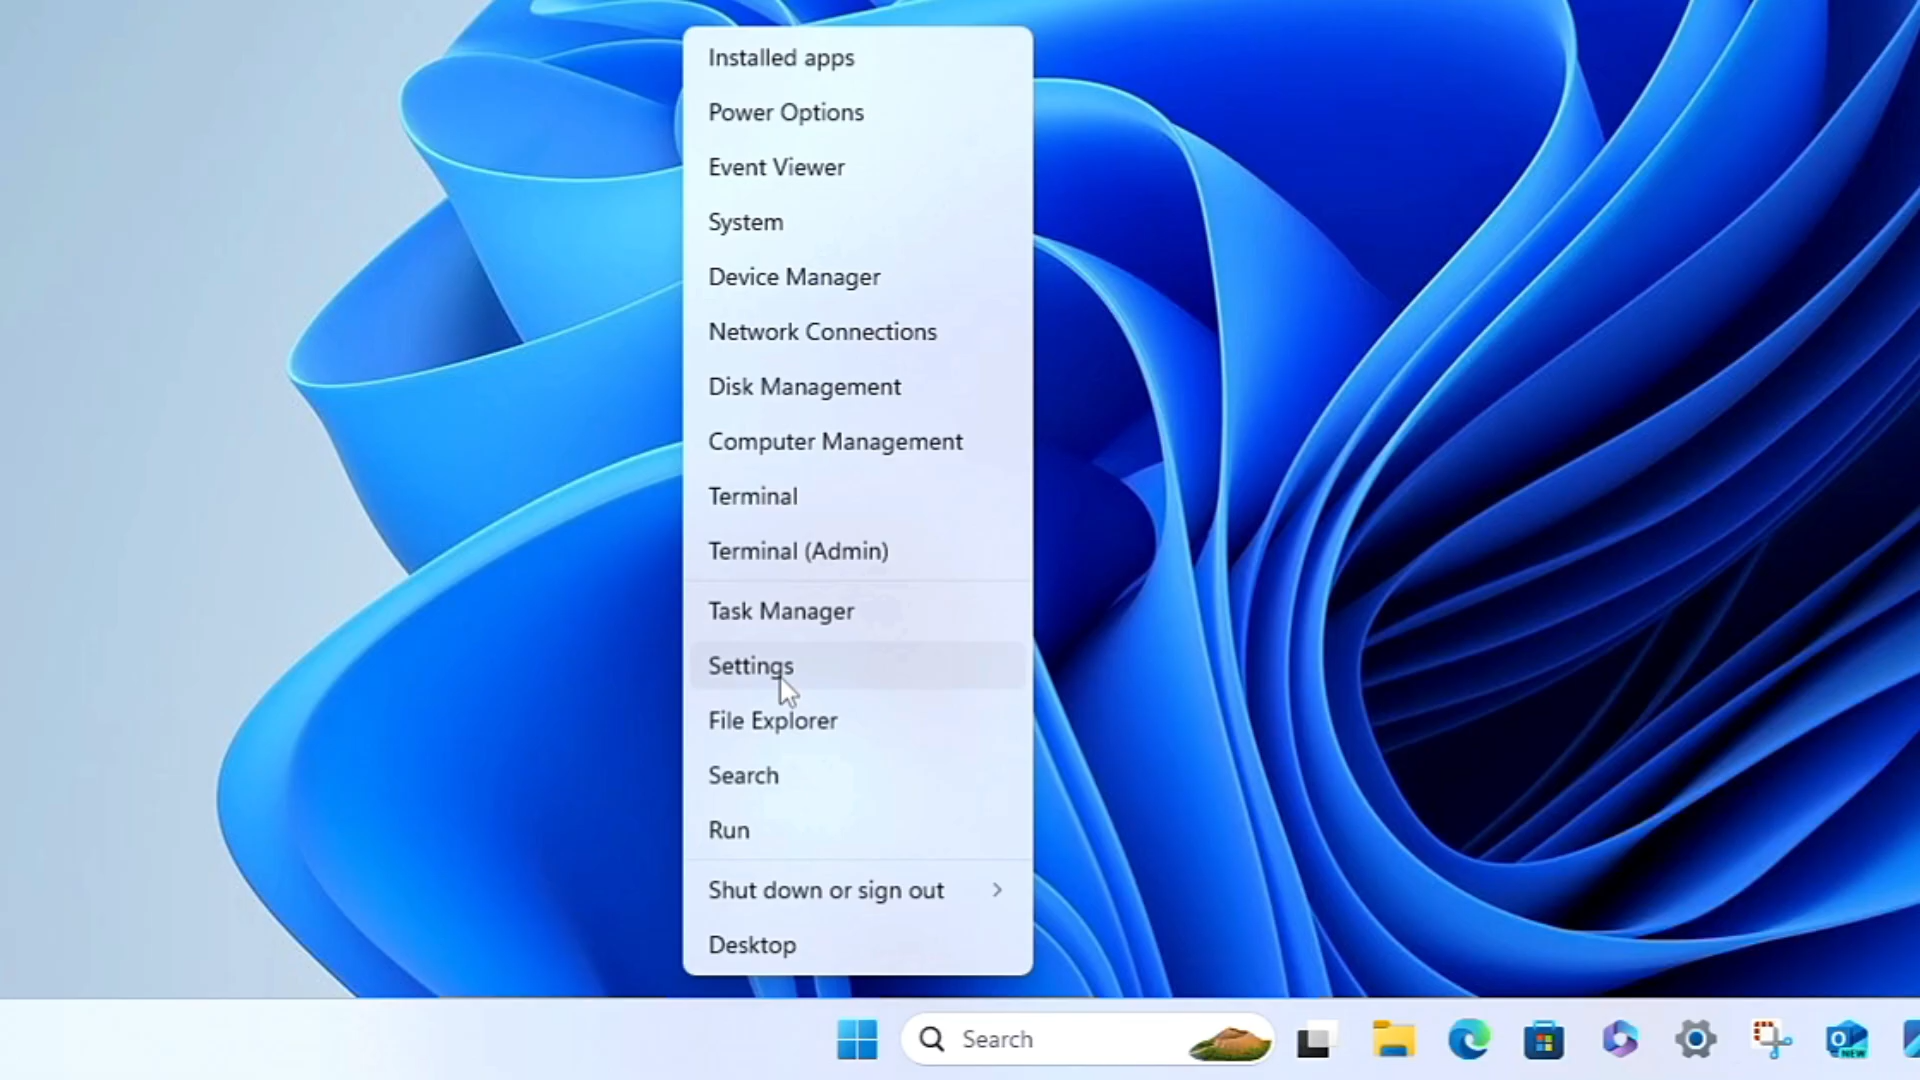 Installed apps
Power Options
Event Viewer
System
Device Manager
Network Connections
Disk Management
Computer Management
Terminal
Terminal (Admin)
Task Manager
Settings
File Explorer
Search
Run
Shut down or sign out
Desktop
Search
NEW